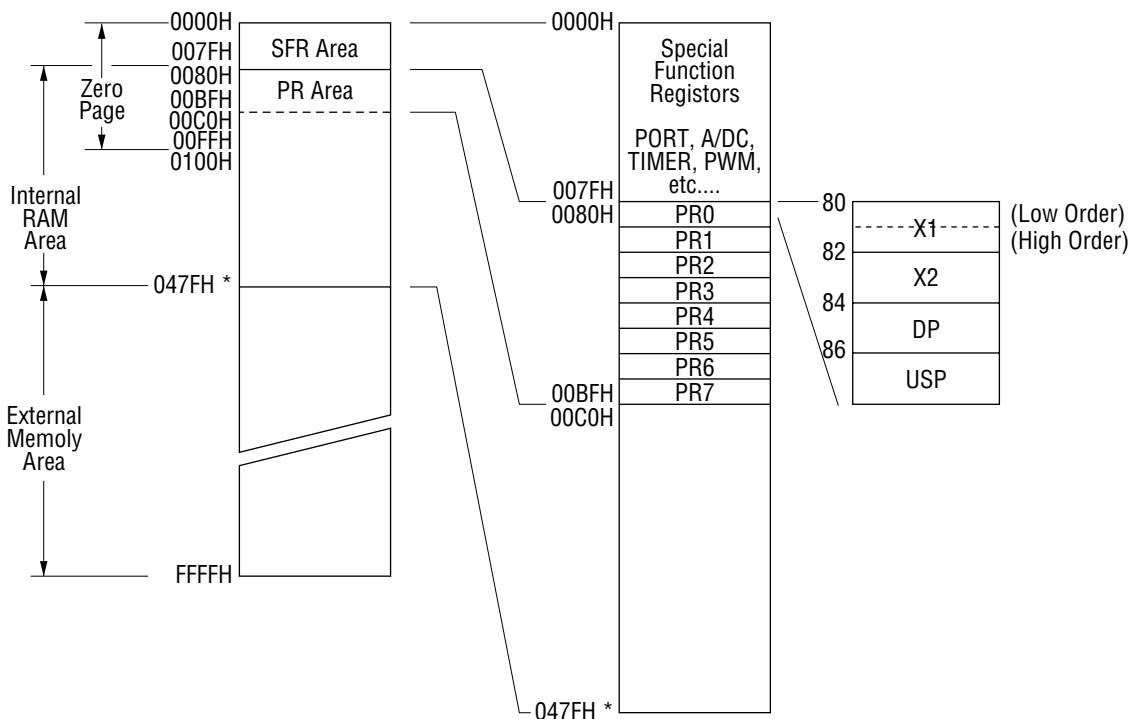 0000H
007FH
0080H
00BFH
00C0H
00FFH
0100H
047FH *
FFFFH
Zero
Page
Internal
RAM
Area
External
Memoly
Area
SFR Area
PR Area
0000H
007FH
0080H
00BFH
00C0H
047FH *
Special
Function
Registors
PORT, A/DC,
TIMER, PWM,
etc....
PR0
PR1
PR2
PR3
PR4
PR5
PR6
PR7
80
82
84
86
X1
X2
DP
USP
(Low Order)
(High Order)